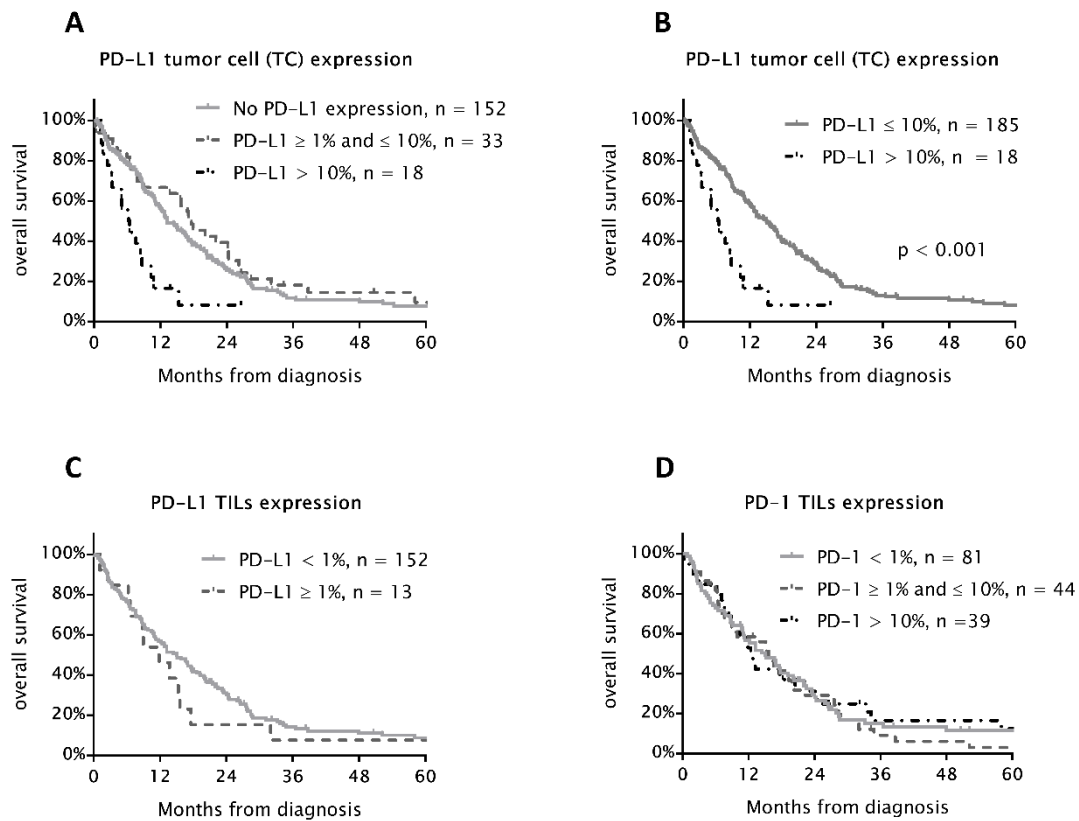 A
PD-L1 tumor cell (TC) expression
No PD-L1 expression, n = 152
PD-L1 ≥ 1% and ≤ 10%, n = 33
PD-L1 > 10%, n = 18
overall survival
100%
80%
60%
40%
20%
0%
0 12 24 36 48 60
Months from diagnosis
B
PD-L1 tumor cell (TC) expression
PD-L1 ≤ 10%, n = 185
PD-L1 > 10%, n = 18
p < 0.001
overall survival
100%
80%
60%
40%
20%
0%
0 12 24 36 48 60
Months from diagnosis
C
PD-L1 TILs expression
PD-L1 < 1%, n = 152
PD-L1 ≥ 1%, n = 13
overall survival
100%
80%
60%
40%
20%
0%
0 12 24 36 48 60
Months from diagnosis
D
PD-1 TILs expression
PD-1 < 1%, n = 81
PD-1 ≥ 1% and ≤ 10%, n = 44
PD-1 > 10%, n =39
overall survival
100%
80%
60%
40%
20%
0%
0 12 24 36 48 60
Months from diagnosis